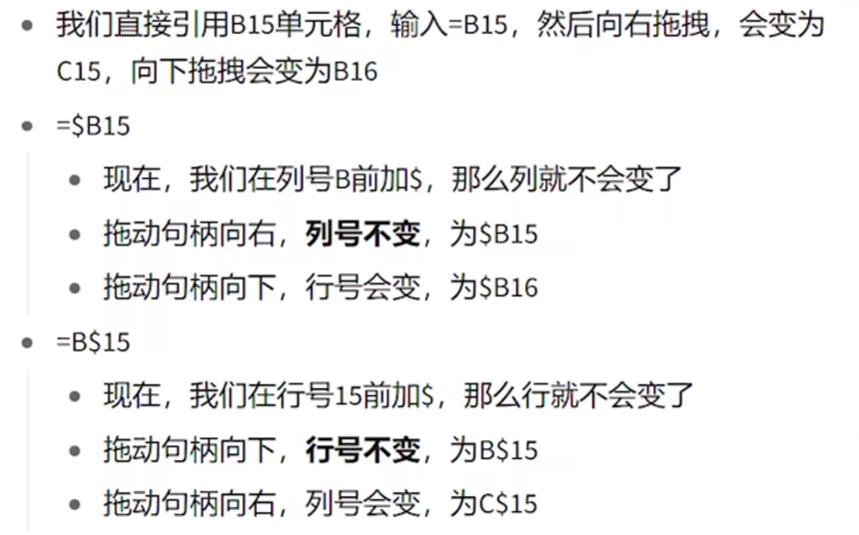 我们直接引用B15单元格，输入=B15，然后向右拖拽，会变为
C15，向下拖拽会变为B16
=$B15
现在，我们在列号B前加$，那么列就不会变了
拖动句柄向右，列号不变，为$B15
拖动句柄向下，行号会变，为$B16
=B$15
现在，我们在行号15前加$，那么行就不会变了
拖动句柄向下，行号不变，为B$15
拖动句柄向右，列号会变，为C$15